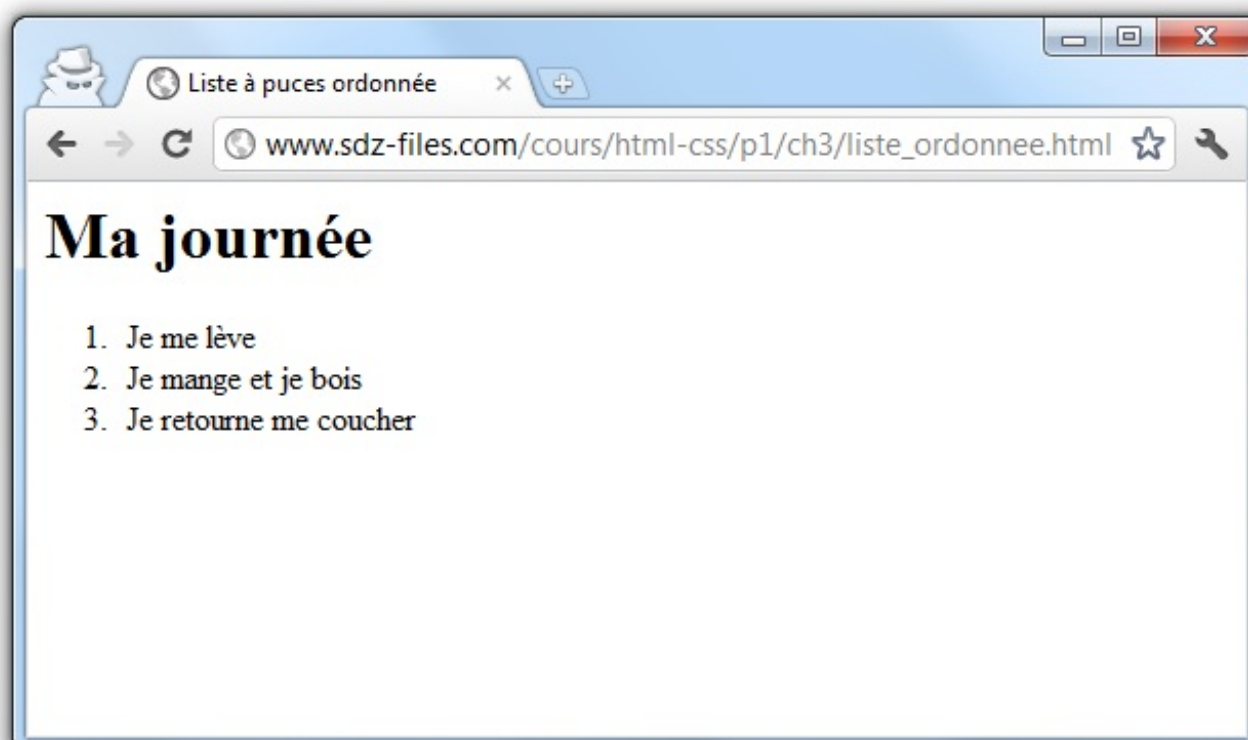 Liste à puces ordonnée
www.sdz-files.com/cours/html-css/p1/ch3/liste_ordonnee.html
Ma journée
1. Je me lève
2. Je mange et je bois
3. Je retourne me coucher